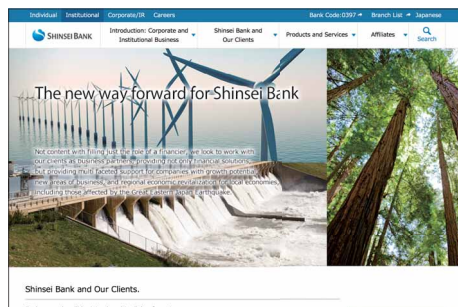 Individual Institutional Corporate/IR Careers Bank Code:0397 Branch List Japanese
SHINSEI BANK Introduction: Corporate and Institutional Business Shinsei Bank and Our Clients Products and Services Affiliates Search
The new way forward for Shinsei Bank
Not content with filling just the role of a financier, we look to work with
our clients as business partners, providing not only financial solutions,
but providing multi faceted support for companies with growth potential,
new areas of business, and regional economic revitalization for local economies,
including those affected by the Great Eastern Japan Earthquake.
Shinsei Bank and Our Clients.